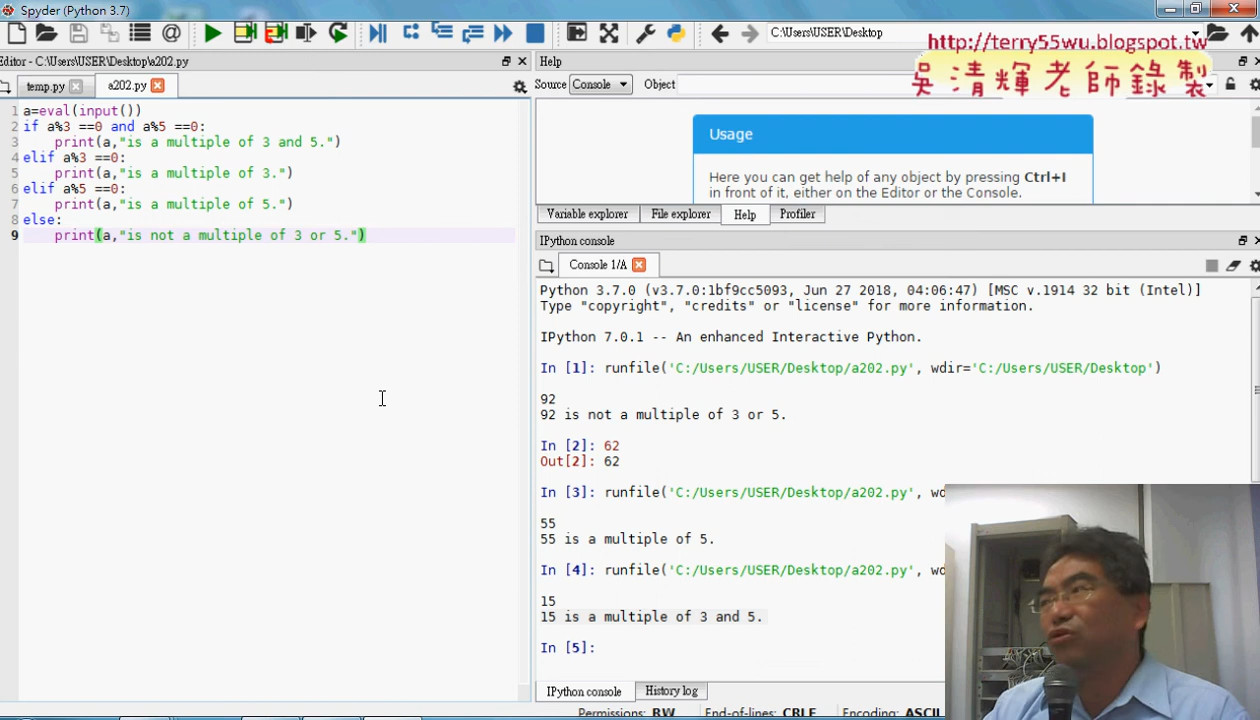 Spyder (Python 3.7)
C:\Users\USER\Desktop
http://terry55wu.blogspot.tw
吳清輝老師錄製
Editor - C:\Users\USER\Desktop\a202.py
temp.py
a202.py
1 a=eval(input())
2 if a%3 ==0 and a%5 ==0:
3 print(a,"is a multiple of 3 and 5.")
4 elif a%3 ==0:
5 print(a,"is a multiple of 3.")
6 elif a%5 ==0:
7 print(a,"is a multiple of 5.")
8 else:
9 print(a,"is not a multiple of 3 or 5.")
Help
Source Console Object
Usage
Here you can get help of any object by pressing Ctrl+I
in front of it, either on the Editor or the Console.
Variable explorer File explorer Help Profiler
IPython console
Console 1/A
Python 3.7.0 (v3.7.0:1bf9cc5093, Jun 27 2018, 04:06:47) [MSC v.1914 32 bit (Intel)]
Type "copyright", "credits" or "license" for more information.
IPython 7.0.1 -- An enhanced Interactive Python.
In [1]: runfile('C:/Users/USER/Desktop/a202.py', wdir='C:/Users/USER/Desktop')
92
92 is not a multiple of 3 or 5.
In [2]: 62
Out[2]: 62
In [3]: runfile('C:/Users/USER/Desktop/a202.py', wd
55
55 is a multiple of 5.
In [4]: runfile('C:/Users/USER/Desktop/a202.py', wd
15
15 is a multiple of 3 and 5.
In [5]:
IPython console History log
Permissions: RW End-of-lines: CRLF Encoding: ASCII